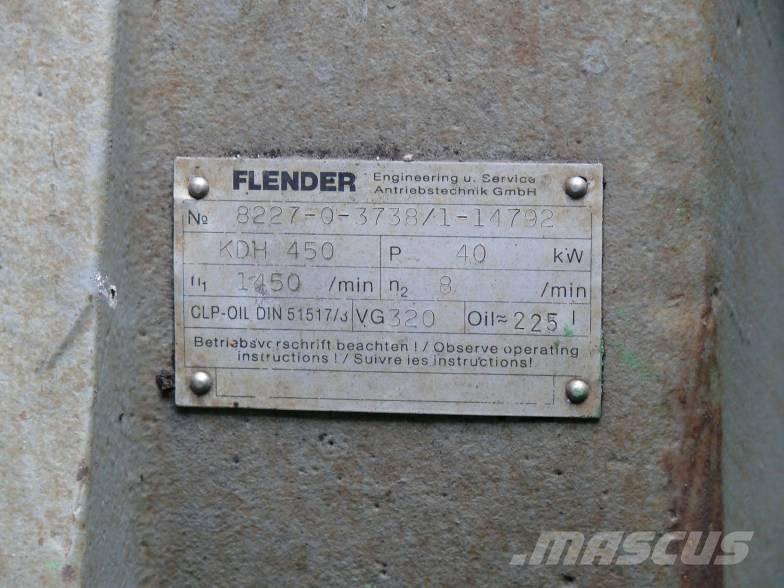 FLENDER Engineering u. Service
Antriebstechnik GmbH
№ 8227-0-3738/1-14792
KDH 450 P 40 kW
n₁ 1450 /min n₂ 8 /min
CLP-OIL DIN 51517/3 VG 320 Oil≈ 225 l
Betriebsvorschrift beachten ! / Observe operating
instructions ! / Suivre les instructions!
MASCUS